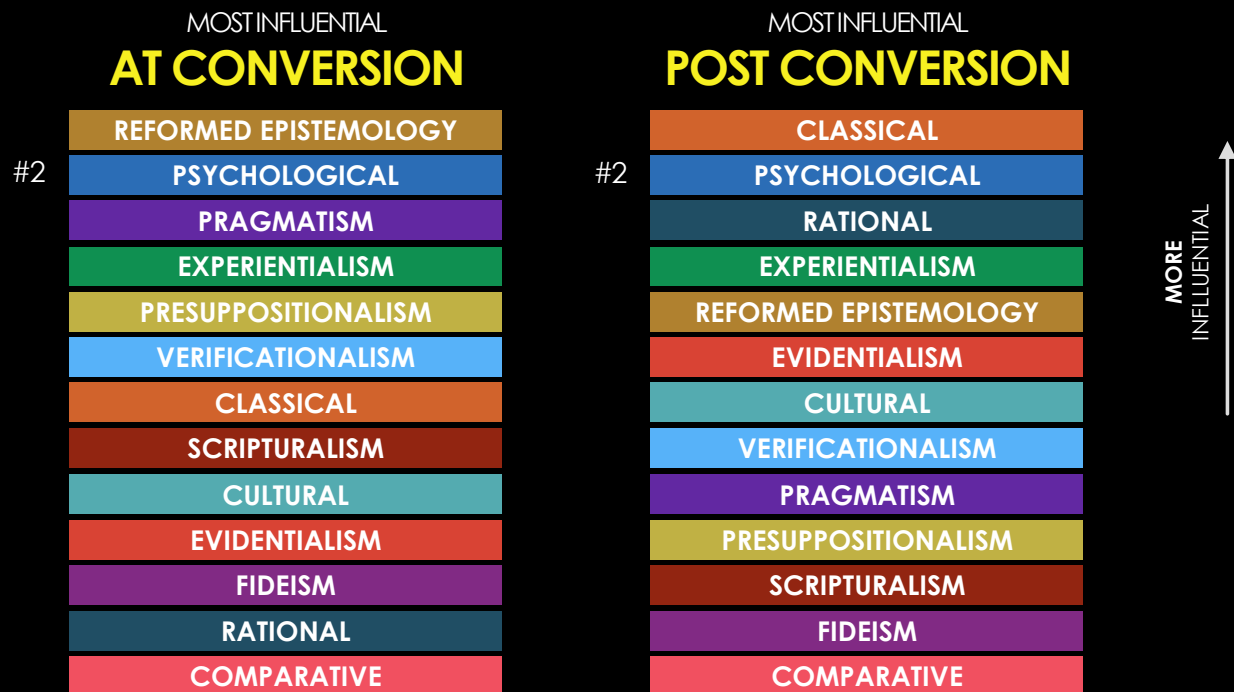 MOST INFLUENTIAL
AT CONVERSION
REFORMED EPISTEMOLOGY
#2
PSYCHOLOGICAL
PRAGMATISM
EXPERIENTIALISM
PRESUPPOSITIONALISM
VERIFICATIONALISM
CLASSICAL
SCRIPTURALISM
CULTURAL
EVIDENTIALISM
FIDEISM
RATIONAL
COMPARATIVE
MOST INFLUENTIAL
POST CONVERSION
CLASSICAL
#2
PSYCHOLOGICAL
RATIONAL
EXPERIENTIALISM
REFORMED EPISTEMOLOGY
EVIDENTIALISM
CULTURAL
VERIFICATIONALISM
PRAGMATISM
PRESUPPOSITIONALISM
SCRIPTURALISM
FIDEISM
COMPARATIVE
MORE
INFLLUENTIAL